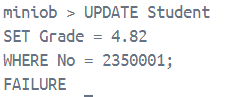 miniob > UPDATE Student
SET Grade = 4.82
WHERE No = 2350001;
FAILURE _